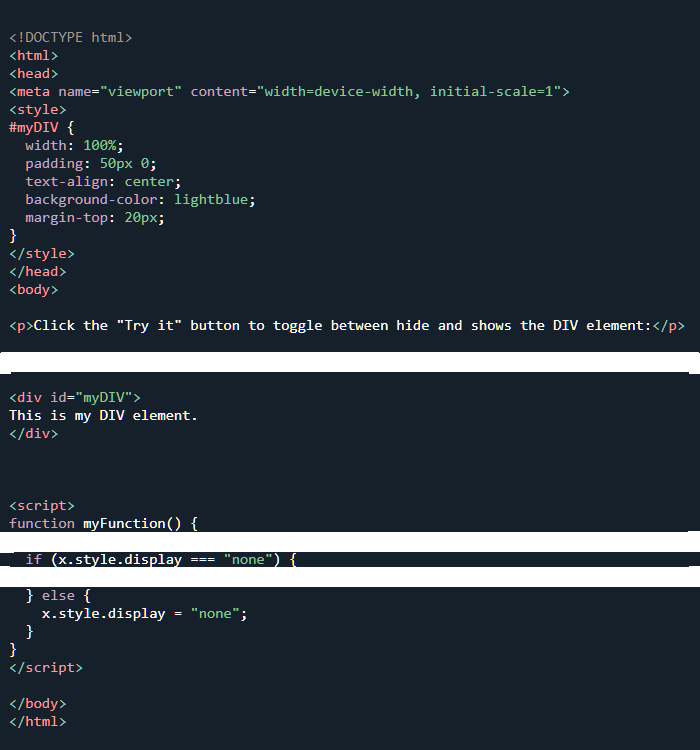 <!DOCTYPE html>
<html>
<head>
<meta name="viewport" content="width=device-width, initial-scale=1">
<style>
#myDIV {
  width: 100%;
  padding: 50px 0;
  text-align: center;
  background-color: lightblue;
  margin-top: 20px;
}
</style>
</head>
<body>
<p>Click the "Try it" button to toggle between hide and shows the DIV element:</p>
<div id="myDIV">
This is my DIV element.
</div>
<script>
function myFunction() {
  if (x.style.display === "none") {
  } else {
    x.style.display = "none";
  }
}
</script>
</body>
</html>